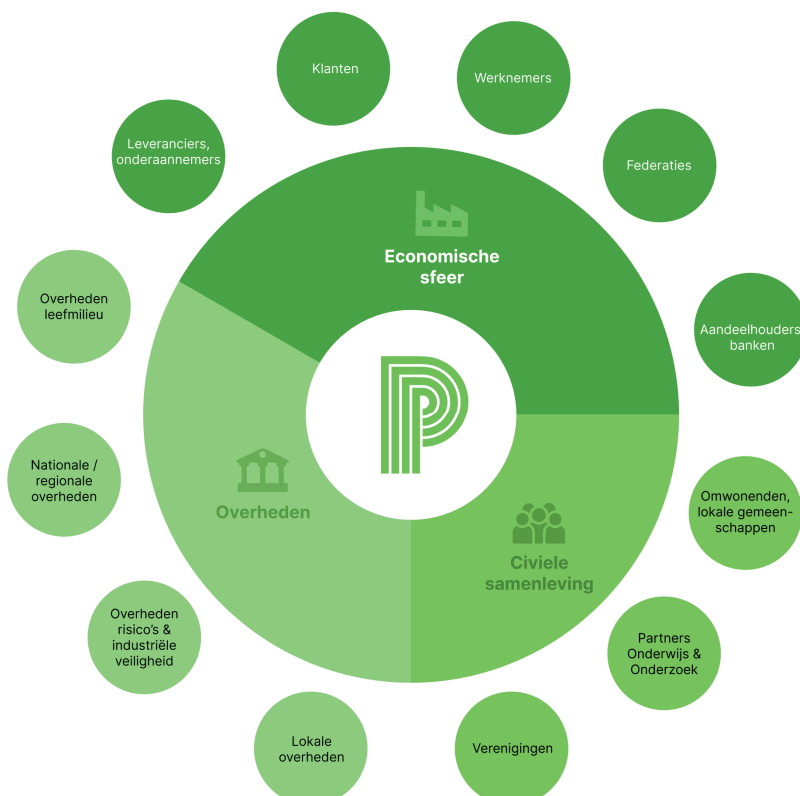 Klanten
Werknemers
Leveranciers,
onderaannemers
Federaties
Economische
sfeer
Overheden
leefmilieu
Aandeelhouders
banken
P
Nationale /
regionale
overheden
Overheden
Omwonenden,
lokale gemeen-
schappen
Civiele
samenleving
Overheden
risico's &
industriële
veiligheid
Partners
Onderwijs &
Onderzoek
Lokale
overheden
Verenigingen